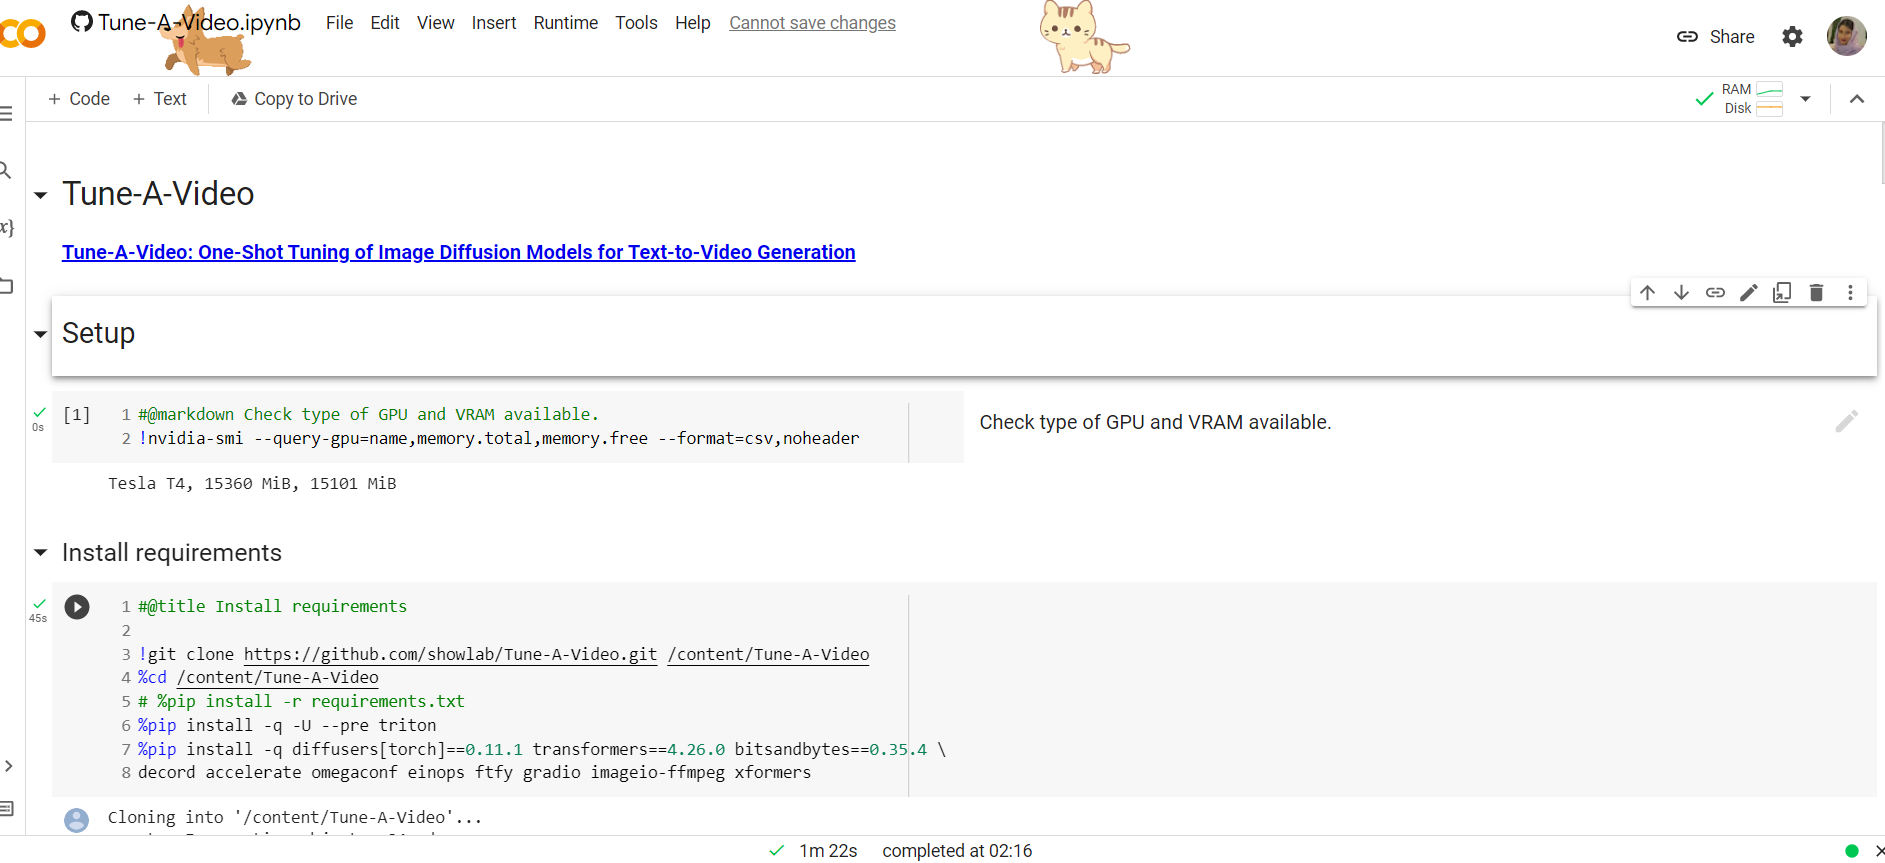 Tune-A-Video.ipynb
File Edit View Insert Runtime Tools Help Cannot save changes
Share
+ Code + Text Copy to Drive
RAM
Disk
Tune-A-Video
Tune-A-Video: One-Shot Tuning of Image Diffusion Models for Text-to-Video Generation
Setup
[1]
0s
1 #@markdown Check type of GPU and VRAM available.
2 !nvidia-smi --query-gpu=name,memory.total,memory.free --format=csv,noheader
Check type of GPU and VRAM available.
Tesla T4, 15360 MiB, 15101 MiB
Install requirements
45s
1 #@title Install requirements
2
3 !git clone https://github.com/showlab/Tune-A-Video.git /content/Tune-A-Video
4 %cd /content/Tune-A-Video
5 # %pip install -r requirements.txt
6 %pip install -q -U --pre triton
7 %pip install -q diffusers[torch]==0.11.1 transformers==4.26.0 bitsandbytes==0.35.4 \
8 decord accelerate omegaconf einops ftfy gradio imageio-ffmpeg xformers
Cloning into '/content/Tune-A-Video'...
1m 22s completed at 02:16